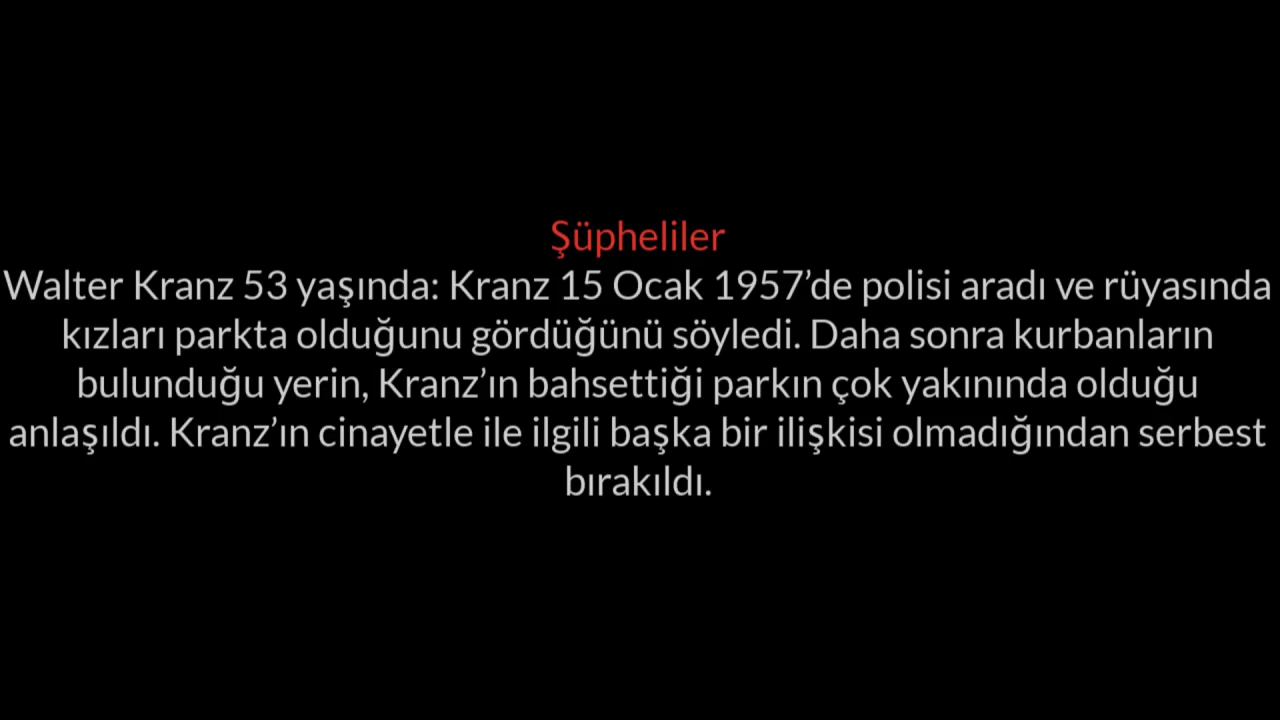 Şüpheliler
Walter Kranz 53 yaşında: Kranz 15 Ocak 1957’de polisi aradı ve rüyasında
kızları parkta olduğunu gördüğünü söyledi. Daha sonra kurbanların
bulunduğu yerin, Kranz’ın bahsettiği parkın çok yakınında olduğu
anlaşıldı. Kranz’ın cinayetle ile ilgili başka bir ilişkisi olmadığından serbest
bırakıldı.